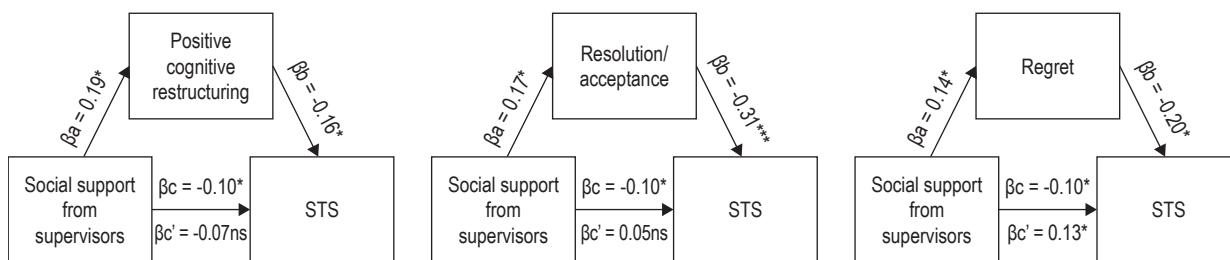 Positive
cognitive
restructuring
βa = 0.19*
βb = -0.16*
Social support
from
supervisors
βc = -0.10*
βc' = -0.07ns
STS
Resolution/
acceptance
βa = 0.17*
βb = -0.31***
Social support
from
supervisors
βc = -0.10*
βc' = 0.05ns
STS
Regret
βa = 0.14*
βb = -0.20*
Social support
from
supervisors
βc = -0.10*
βc' = 0.13*
STS